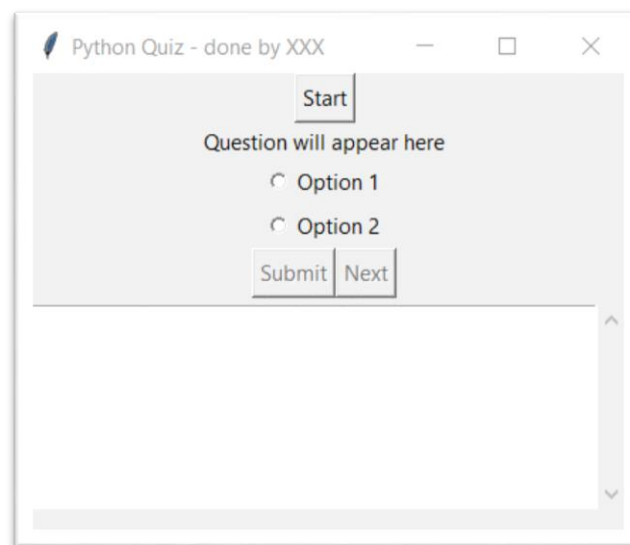 Python Quiz - done by XXX
Start
Question will appear here
Option 1
Option 2
Submit Next